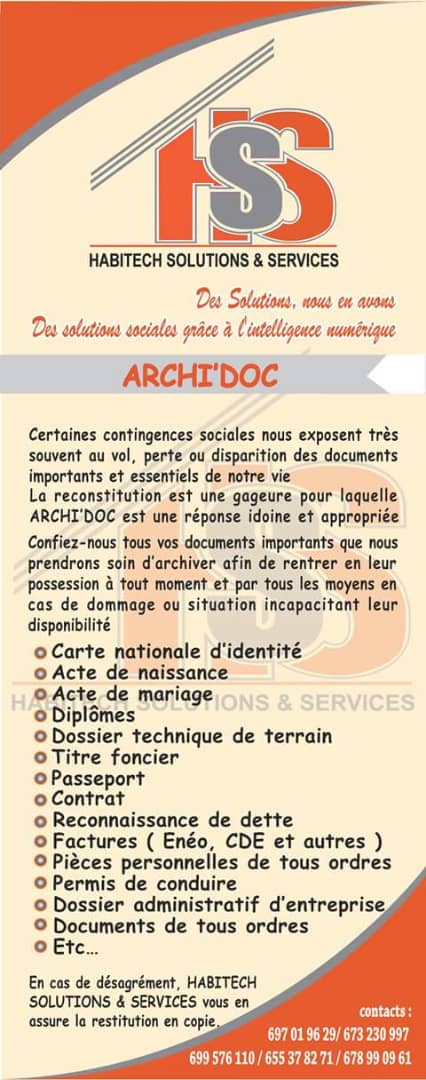 HSS
HABITECH SOLUTIONS & SERVICES
Des Solutions, nous en avons
Des solutions sociales grâce à l'intelligence numérique
ARCHI'DOC
Certaines contingences sociales nous exposent très
souvent au vol, perte ou disparition des documents
importants et essentiels de notre vie
La reconstitution est une gageure pour laquelle
ARCHI'DOC est une réponse idoine et appropriée
Confiez-nous tous vos documents importants que nous
prendrons soin d'archiver afin de rentrer en leur
possession à tout moment et par tous les moyens en
cas de dommage ou situation incapacitant leur
disponibilité
Carte nationale d'identité
Acte de naissance
Acte de mariage
HABITECH SOLUTIONS & SERVICES
Diplômes
Dossier technique de terrain
Titre foncier
Passeport
Contrat
Reconnaissance de dette
Factures ( Enéo, CDE et autres )
Pièces personnelles de tous ordres
Permis de conduire
Dossier administratif d'entreprise
Documents de tous ordres
Etc...
En cas de désagrément, HABITECH
SOLUTIONS & SERVICES vous en
assure la restitution en copie.
contacts :
697 01 96 29/ 673 230 997
699 576 110 / 655 37 82 71 / 678 99 09 61